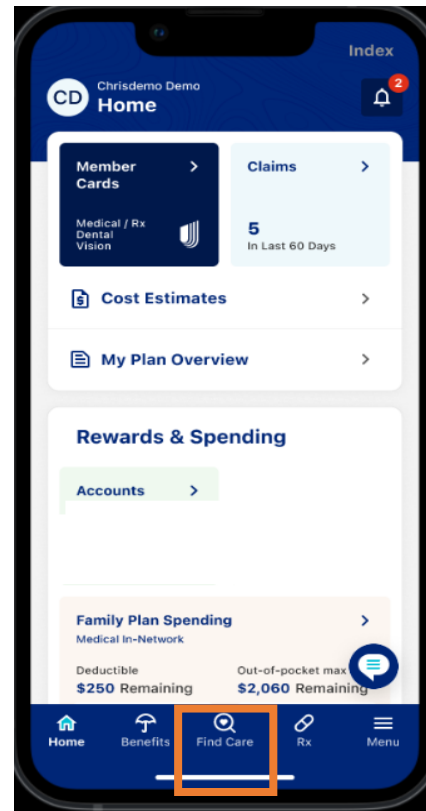 Index
CD
Chrisdemo Demo
Home
2
Member
Cards
Medical / Rx
Dental
Vision
Claims
5
In Last 60 Days
$
Cost Estimates
My Plan Overview
Rewards & Spending
Accounts
Family Plan Spending
Medical In-Network
Deductible
$250 Remaining
Out-of-pocket max
$2,060 Remaining
Home
Benefits
Find Care
Rx
Menu